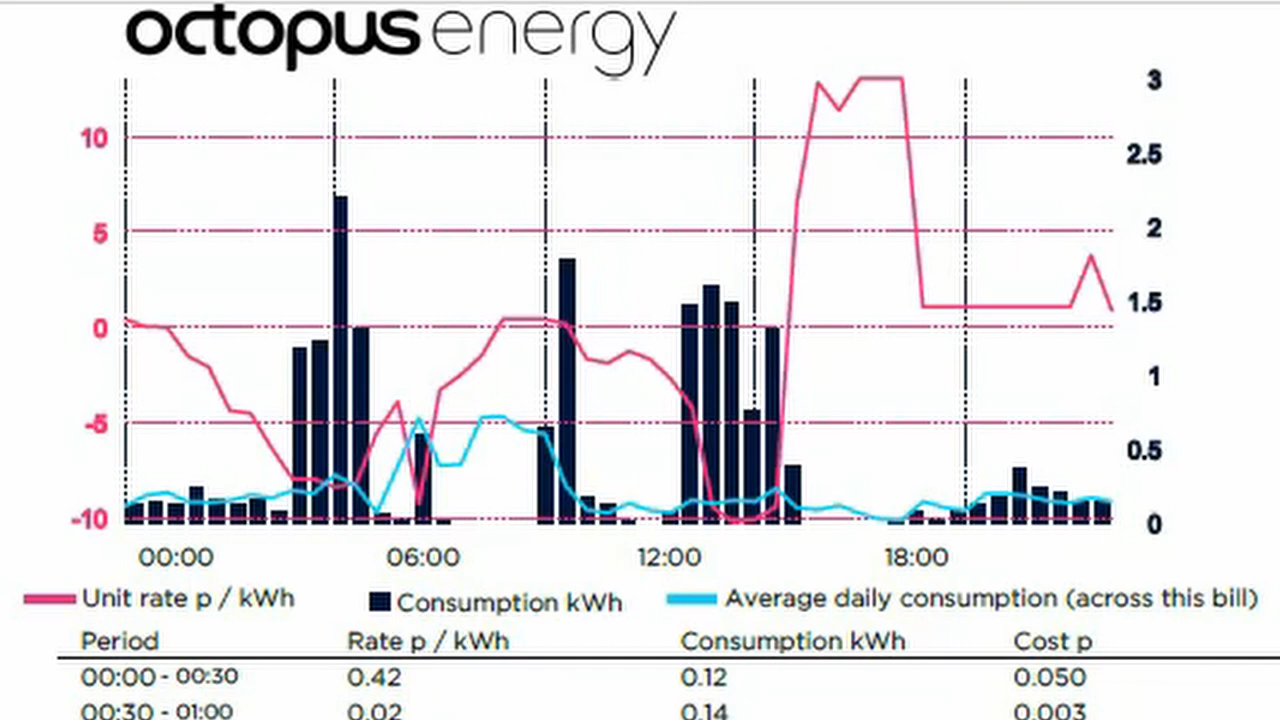 octopus energy
3
10
2.5
5
2
0
1.5
1
-5
0.5
-10
0
00:00 06:00 12:00 18:00
Unit rate p / kWh Consumption kWh Average daily consumption (across this bill)
Period Rate p / kWh Consumption kWh Cost p
00:00 - 00:30 0.42 0.12 0.050
00:30 - 01:00 0.02 0.14 0.003